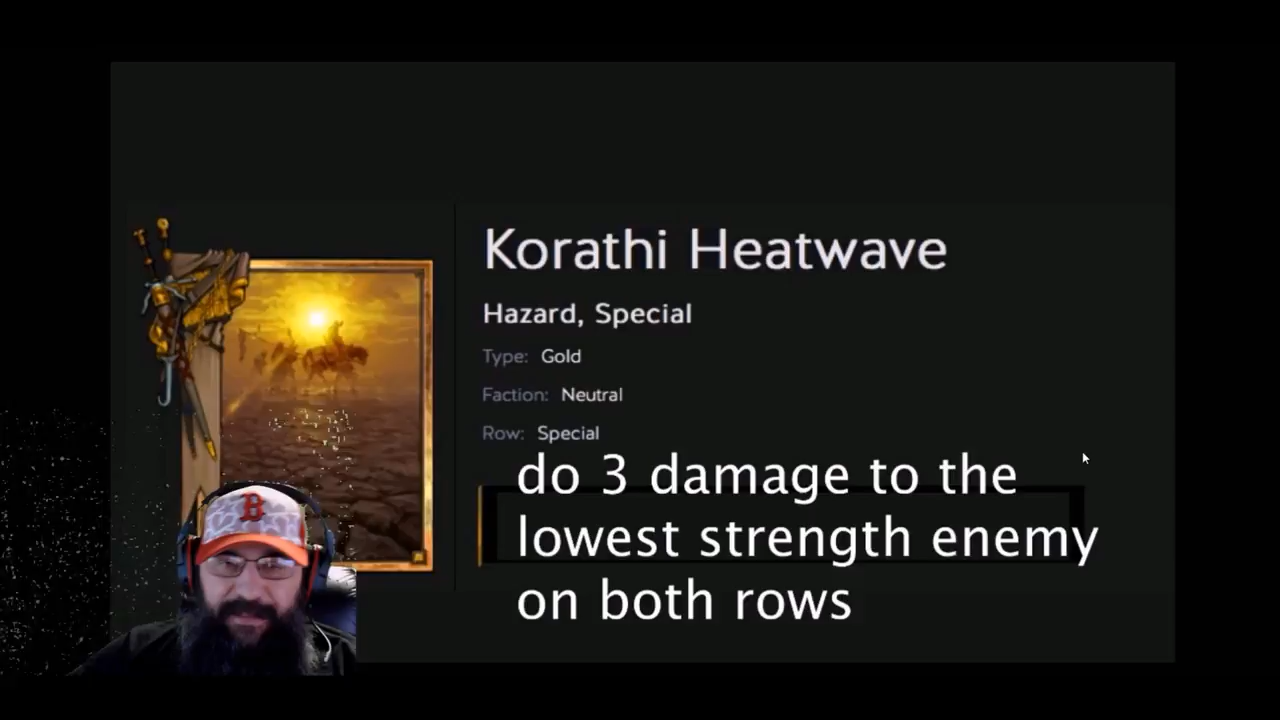 Korathi Heatwave
Hazard, Special
Type: Gold
Faction: Neutral
Row: Special
do 3 damage to the
lowest strength enemy
on both rows
B